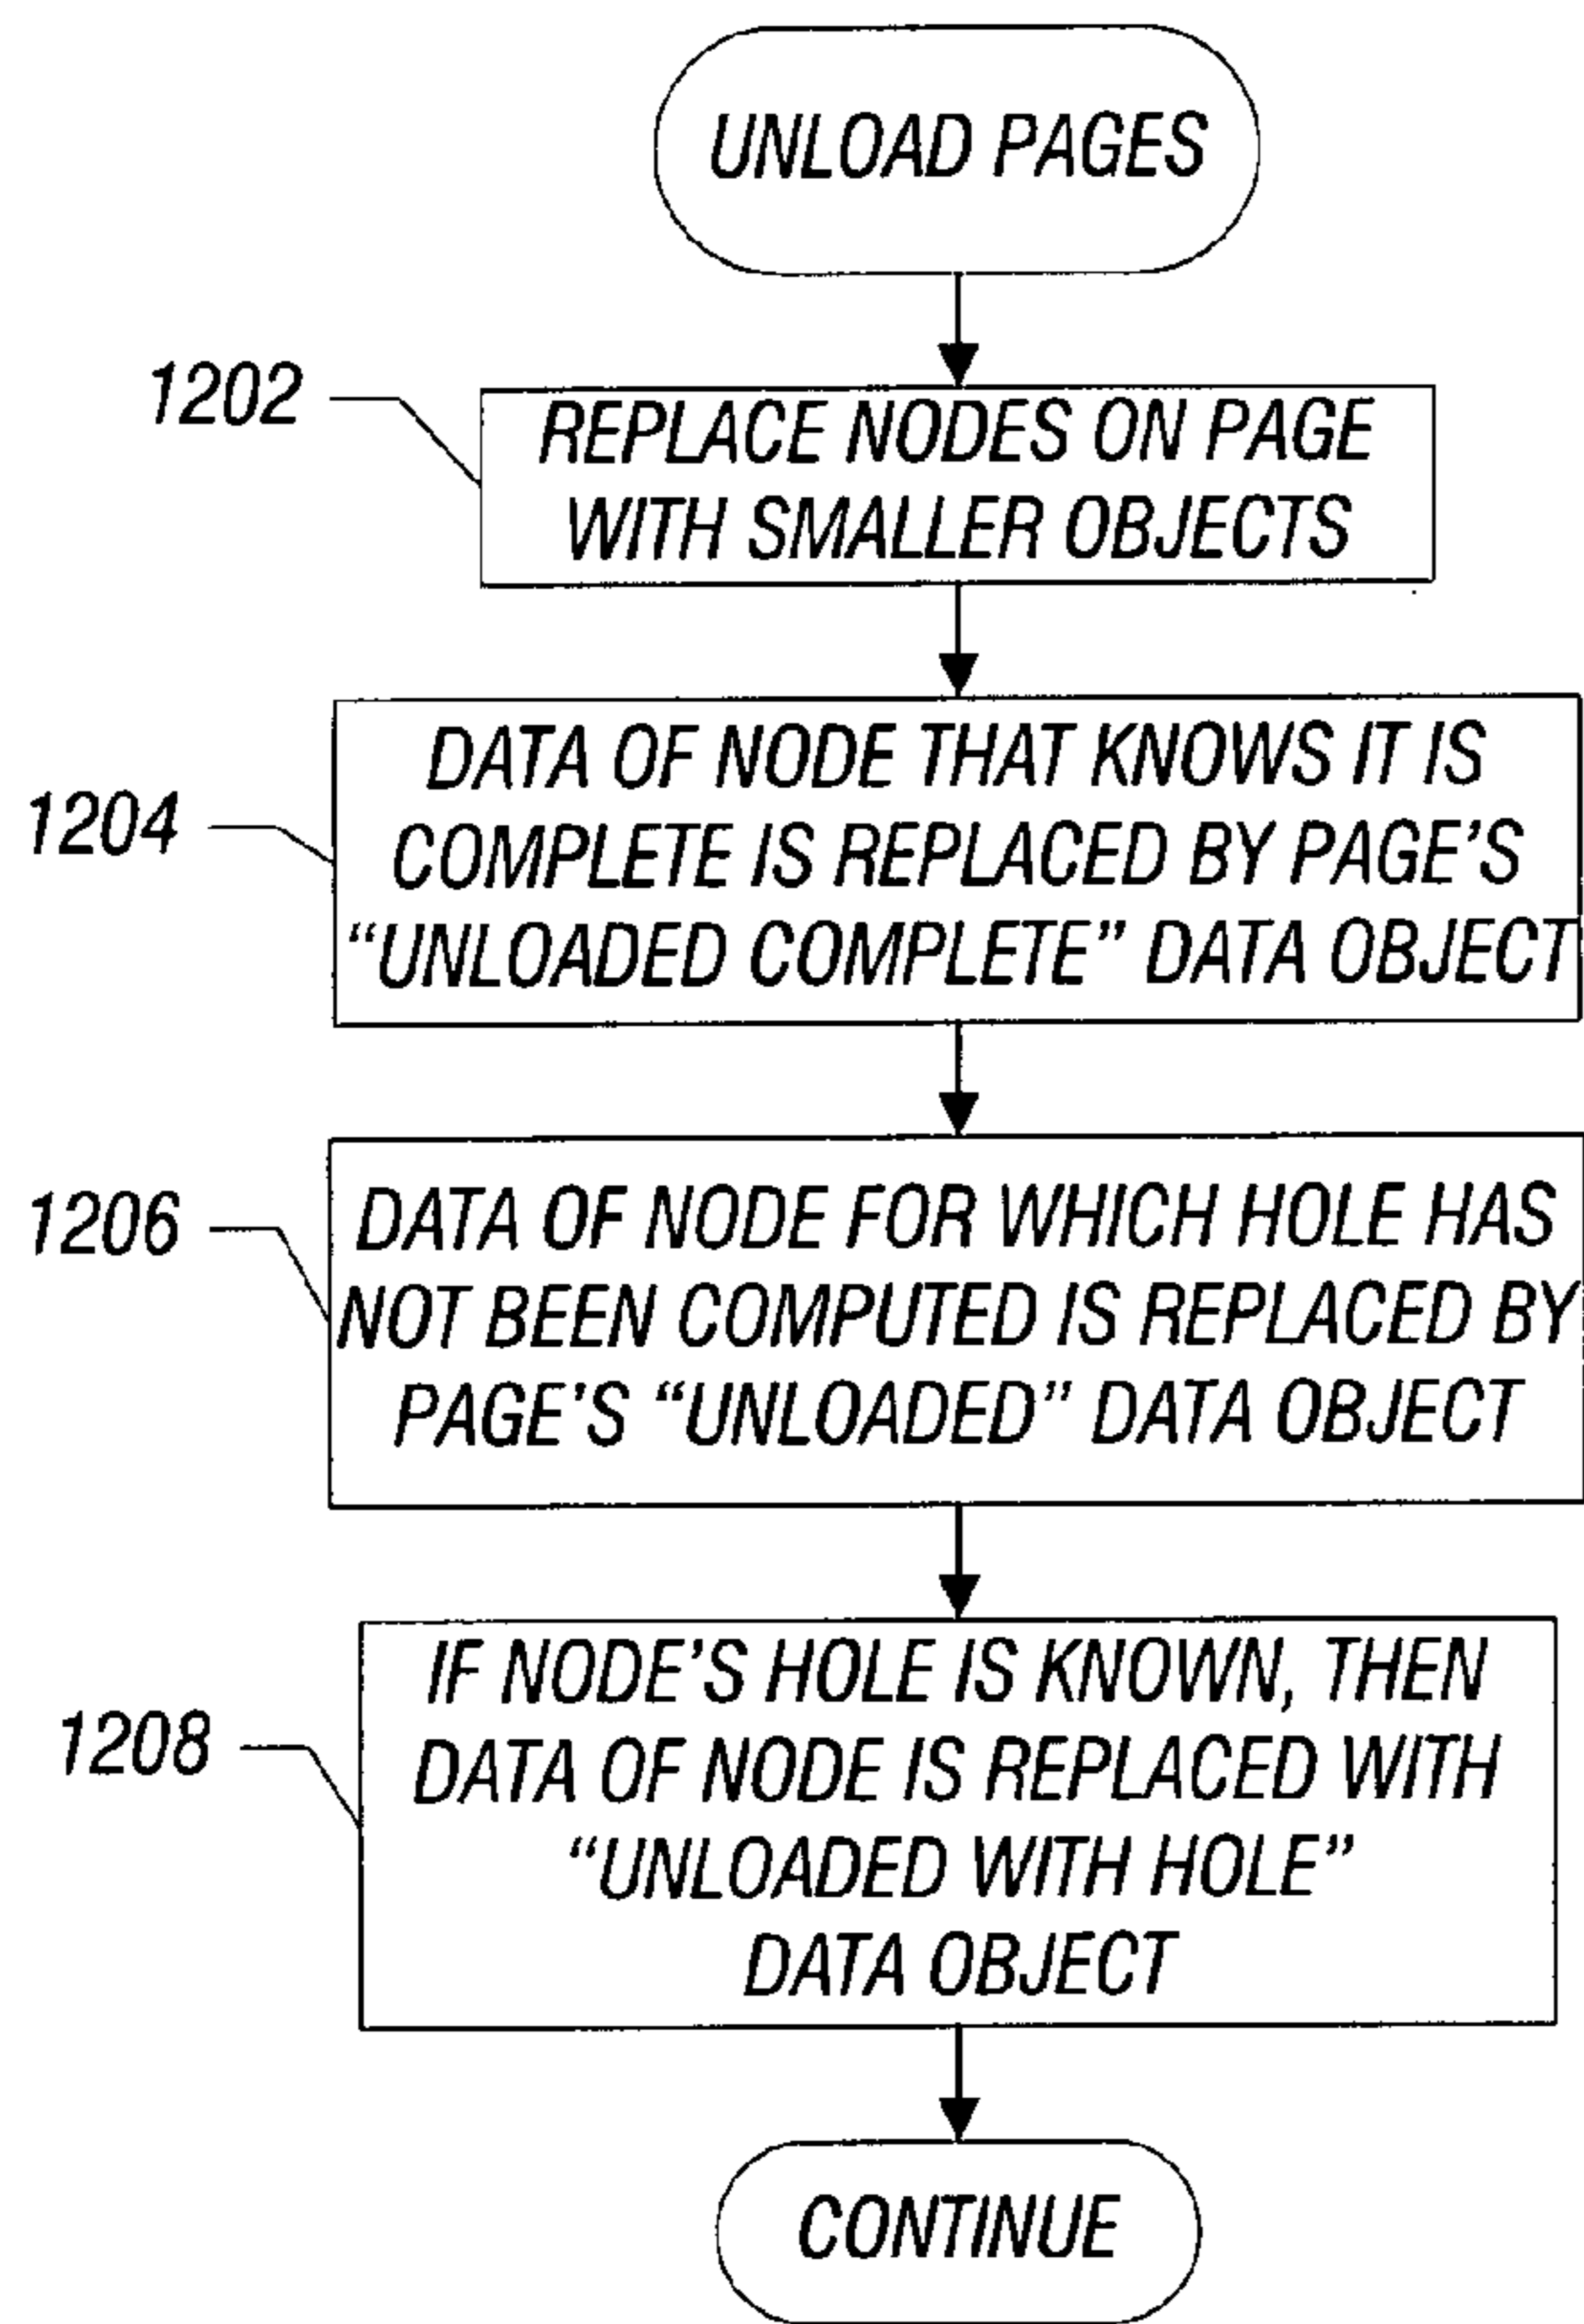 UNLOAD PAGES
1202
REPLACE NODES ON PAGE
WITH SMALLER OBJECTS
1204
DATA OF NODE THAT KNOWS IT IS
COMPLETE IS REPLACED BY PAGE'S
“UNLOADED COMPLETE” DATA OBJECT
1206
DATA OF NODE FOR WHICH HOLE HAS
NOT BEEN COMPUTED IS REPLACED BY
PAGE'S “UNLOADED” DATA OBJECT
1208
IF NODE'S HOLE IS KNOWN, THEN
DATA OF NODE IS REPLACED WITH
“UNLOADED WITH HOLE”
DATA OBJECT
CONTINUE